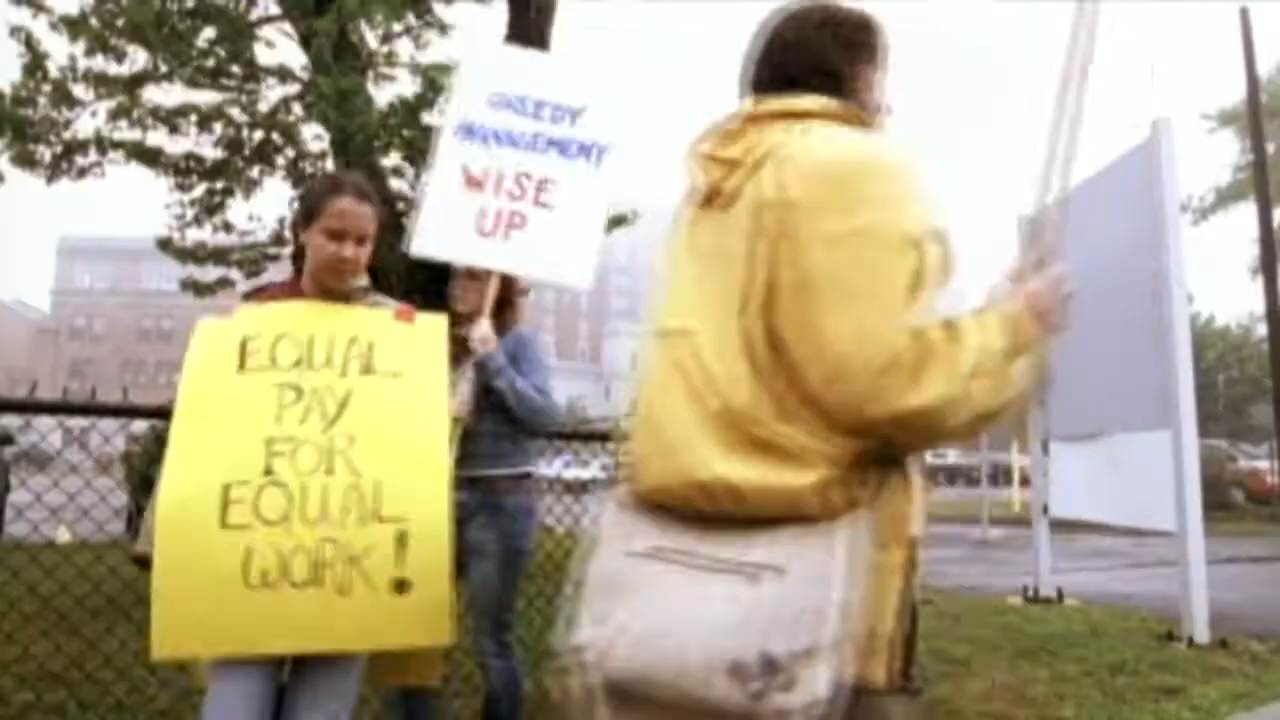 GREEDY
MANAGEMENT
WISE
UP
EQUAL
PAY
FOR
EQUAL
WORK!